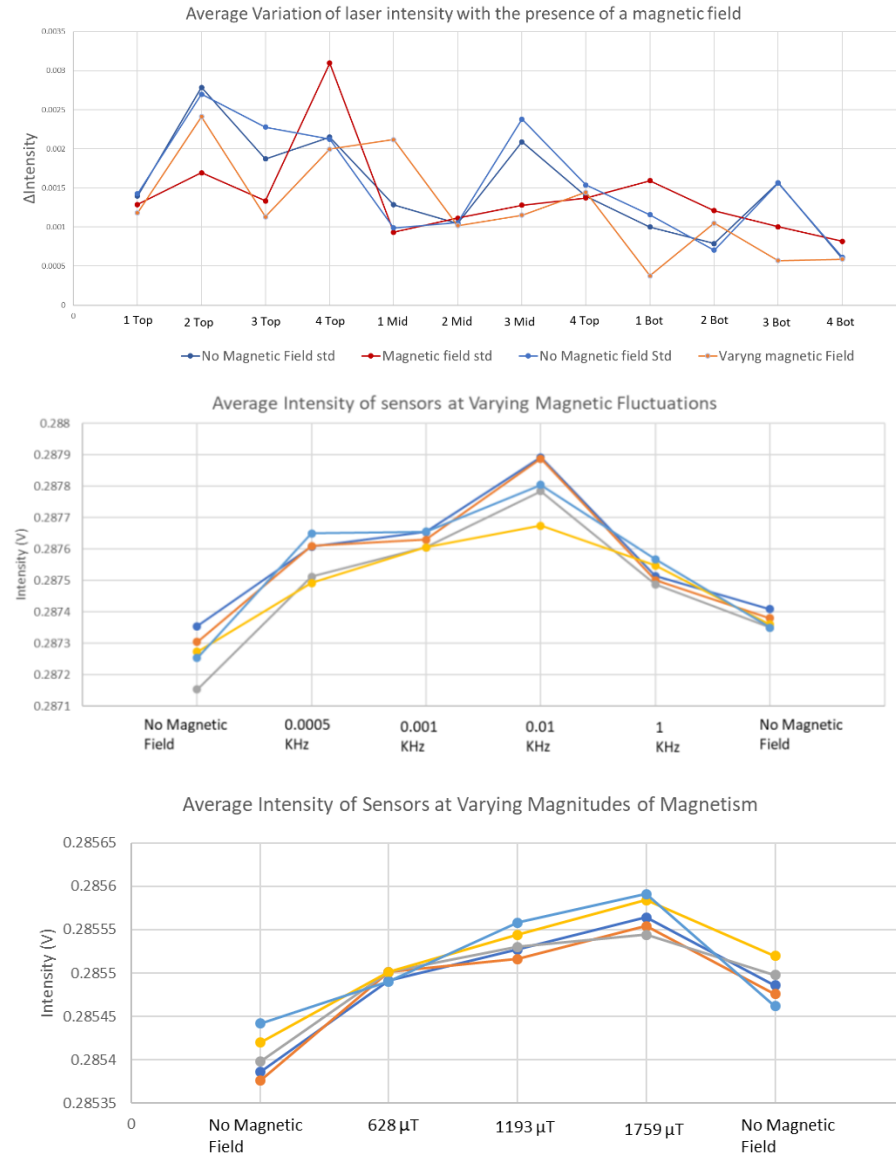 Average Variation of laser intensity with the presence of a magnetic field
ΔIntensity
0.0035
0.003
0.0025
0.002
0.0015
0.001
0.0005
0
0
1 Top 2 Top 3 Top 4 Top 1 Mid 2 Mid 3 Mid 4 Top 1 Bot 2 Bot 3 Bot 4 Bot
No Magnetic Field std Magnetic field std No Magnetic field Std Varyng magnetic Field
Average Intensity of sensors at Varying Magnetic Fluctuations
Intensity (V)
0.288
0.2879
0.2878
0.2877
0.2876
0.2875
0.2874
0.2873
0.2872
0.2871
No Magnetic 0.0005 0.001 0.01 1 No Magnetic
Field KHz KHz KHz KHz Field
Average Intensity of Sensors at Varying Magnitudes of Magnetism
Intensity (V)
0.28565
0.2856
0.28555
0.2855
0.28545
0.2854
0.28535
0
No Magnetic 628 μT 1193 μT 1759 μT No Magnetic
Field Field